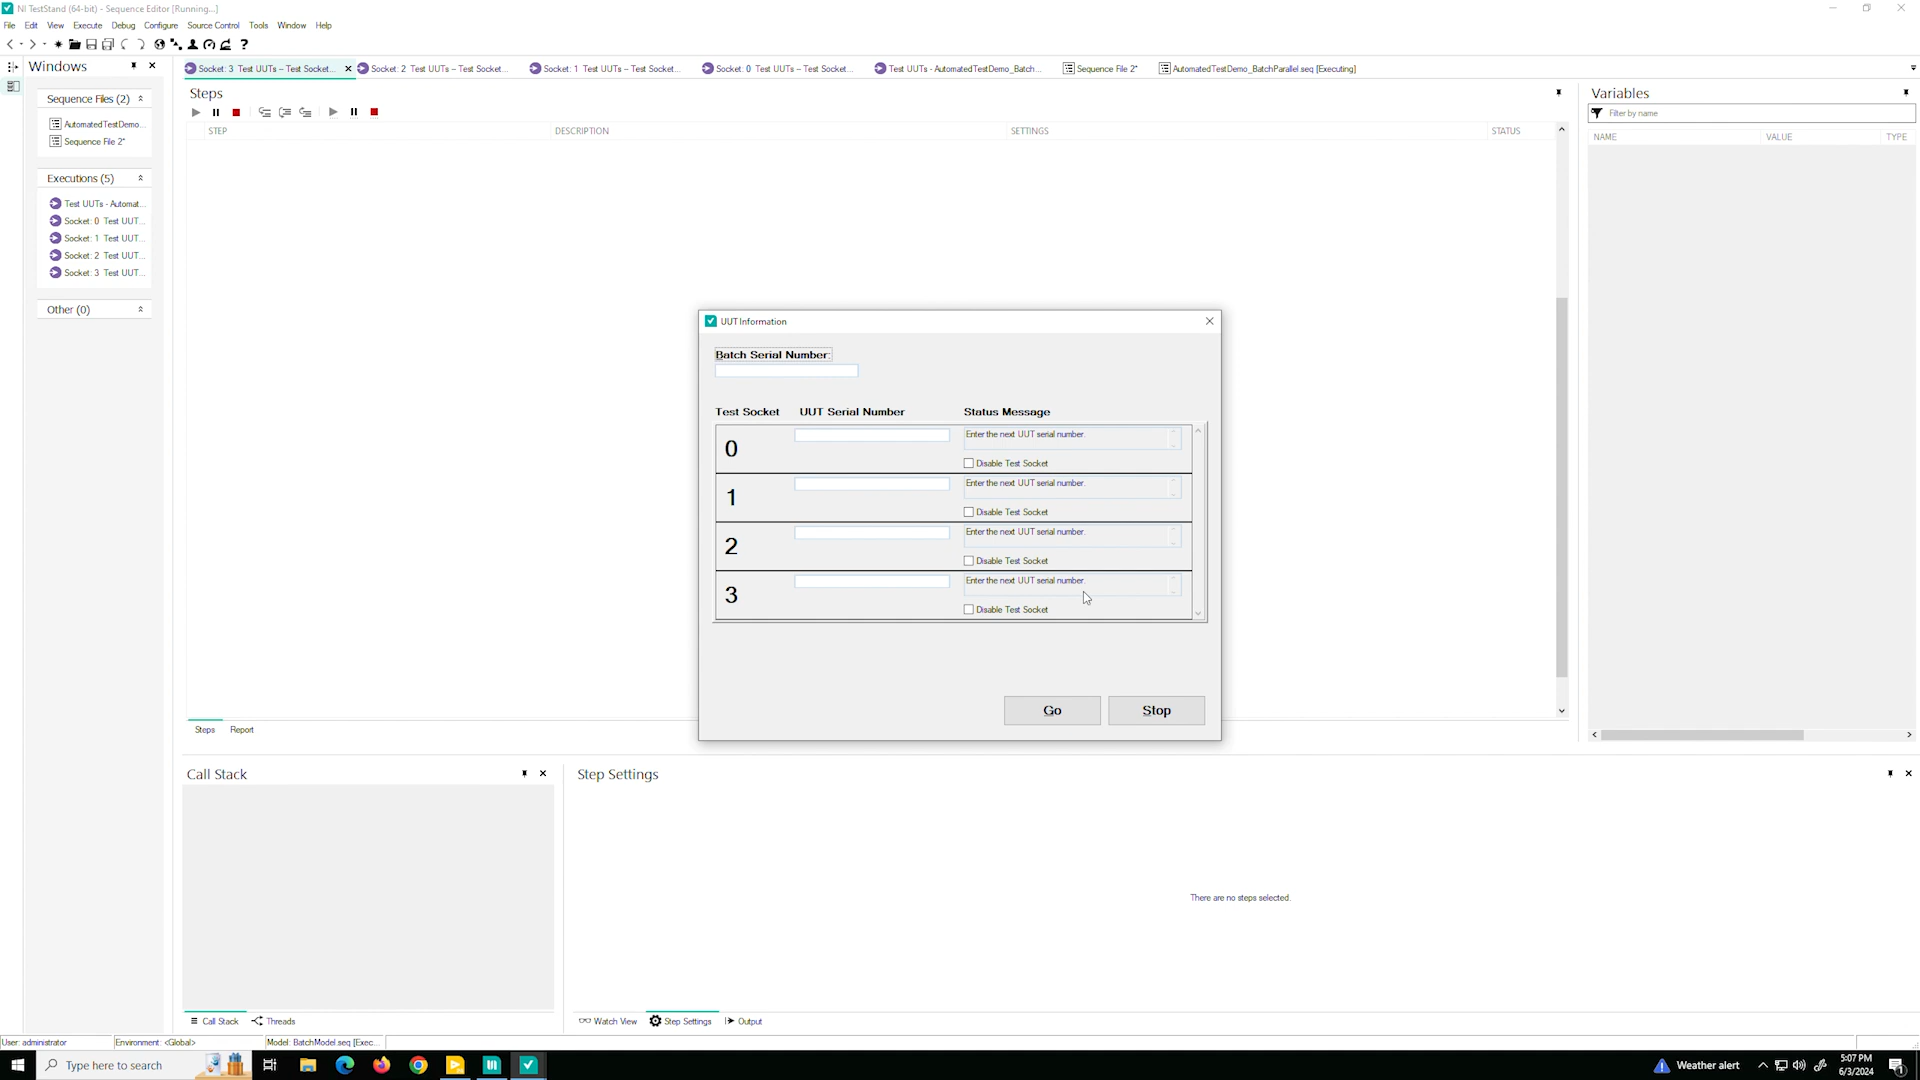 NI TestStand (64-bit) - Sequence Editor [Running...]
File Edit View Execute Debug Configure Source Control Tools Window Help
Windows
Socket: 3 Test UUTs – Test Socket...
Socket: 2 Test UUTs – Test Socket...
Socket: 1 Test UUTs – Test Socket...
Socket: 0 Test UUTs – Test Socket...
Test UUTs - AutomatedTestDemo_Batch...
Sequence File 2*
AutomatedTestDemo_BatchParallel.seq [Executing]
Sequence Files (2)
AutomatedTestDemo...
Sequence File 2*
Executions (5)
Test UUTs - Automat...
Socket: 0 Test UUT...
Socket: 1 Test UUT...
Socket: 2 Test UUT...
Socket: 3 Test UUT...
Other (0)
Steps
STEP DESCRIPTION SETTINGS STATUS
Variables
Filter by name
NAME VALUE TYPE
UUT Information
Batch Serial Number:
Test Socket UUT Serial Number Status Message
0 Enter the next UUT serial number.
Disable Test Socket
1 Enter the next UUT serial number.
Disable Test Socket
2 Enter the next UUT serial number.
Disable Test Socket
3 Enter the next UUT serial number.
Disable Test Socket
Go Stop
Steps Report
Call Stack
Step Settings
There are no steps selected.
Call Stack Threads
Watch View Step Settings Output
User: administrator Environment: <Global> Model: BatchModel.seq [Exec...
Type here to search
Weather alert
5:07 PM
6/3/2024
1